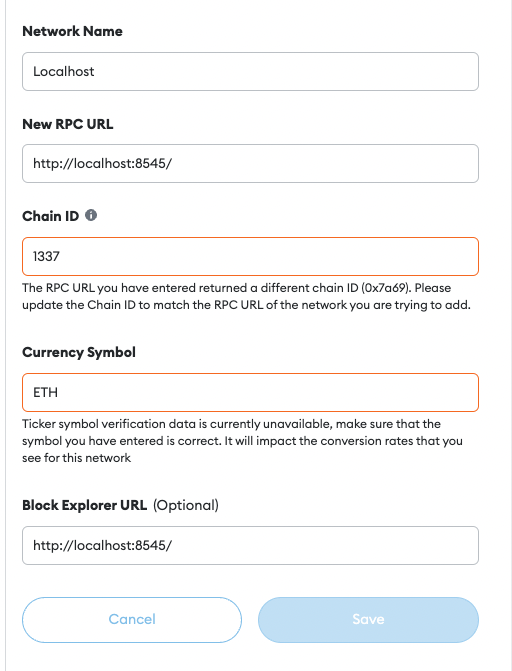 Network Name
Localhost
New RPC URL
http://localhost:8545/
Chain ID
1337
The RPC URL you have entered returned a different chain ID (0x7a69). Please
update the Chain ID to match the RPC URL of the network you are trying to add.
Currency Symbol
ETH
Ticker symbol verification data is currently unavailable, make sure that the
symbol you have entered is correct. It will impact the conversion rates that you
see for this network
Block Explorer URL (Optional)
http://localhost:8545/
Cancel Save